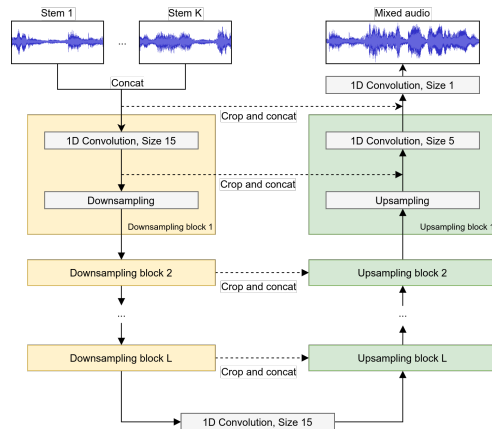 Stem 1
...
Stem K
Mixed audio
Concat
1D Convolution, Size 1
Crop and concat
1D Convolution, Size 15
1D Convolution, Size 5
Crop and concat
Downsampling
Upsampling
Downsampling block 1
Upsampling block 1
Downsampling block 2
Upsampling block 2
Crop and concat
...
...
Downsampling block L
Upsampling block L
Crop and concat
1D Convolution, Size 15